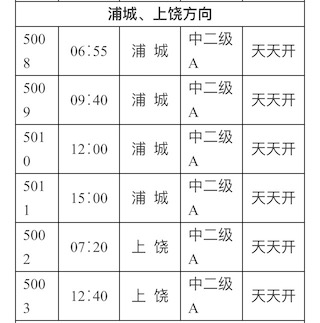 浦城、上饶方向
5008 06:55 浦 城 中二级A 天天开
5009 09:40 浦 城 中二级A 天天开
5010 12:00 浦 城 中二级A 天天开
5011 15:00 浦 城 中二级A 天天开
5002 07:20 上 饶 中二级A 天天开
5003 12:40 上 饶 中二级A 天天开